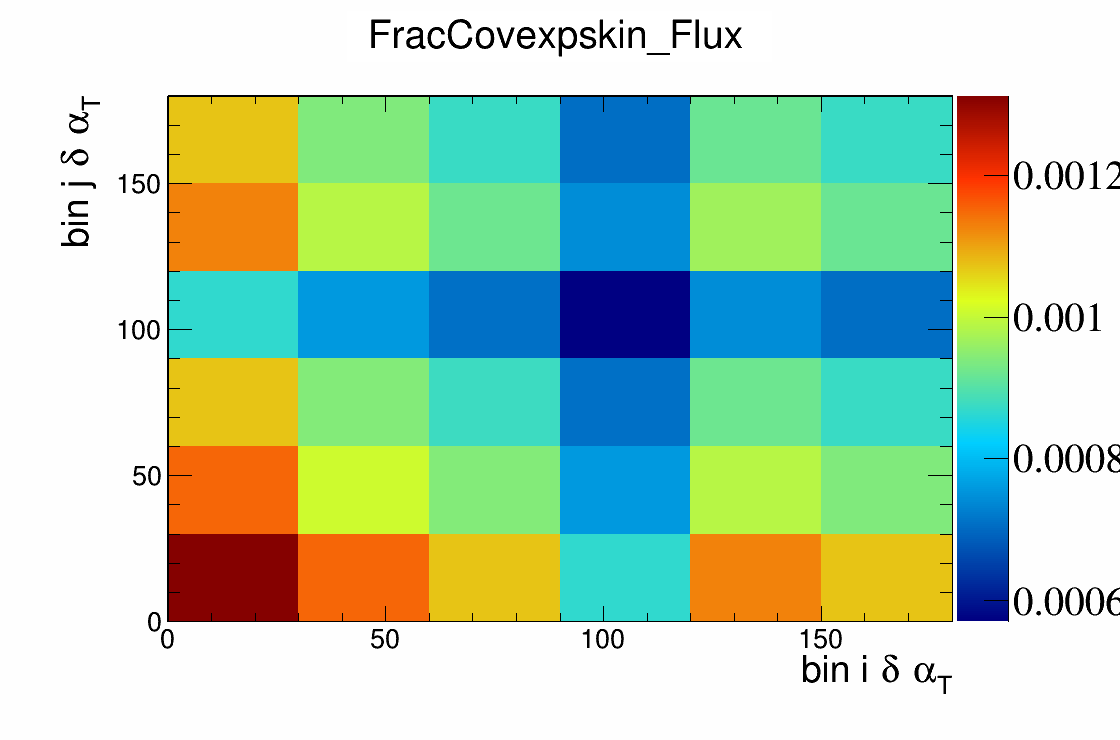 FracCovexpskin_Flux
bin j δ α_T
150
100
50
0
0 50 100 150
bin i δ α_T
0.0012
0.001
0.0008
0.0006